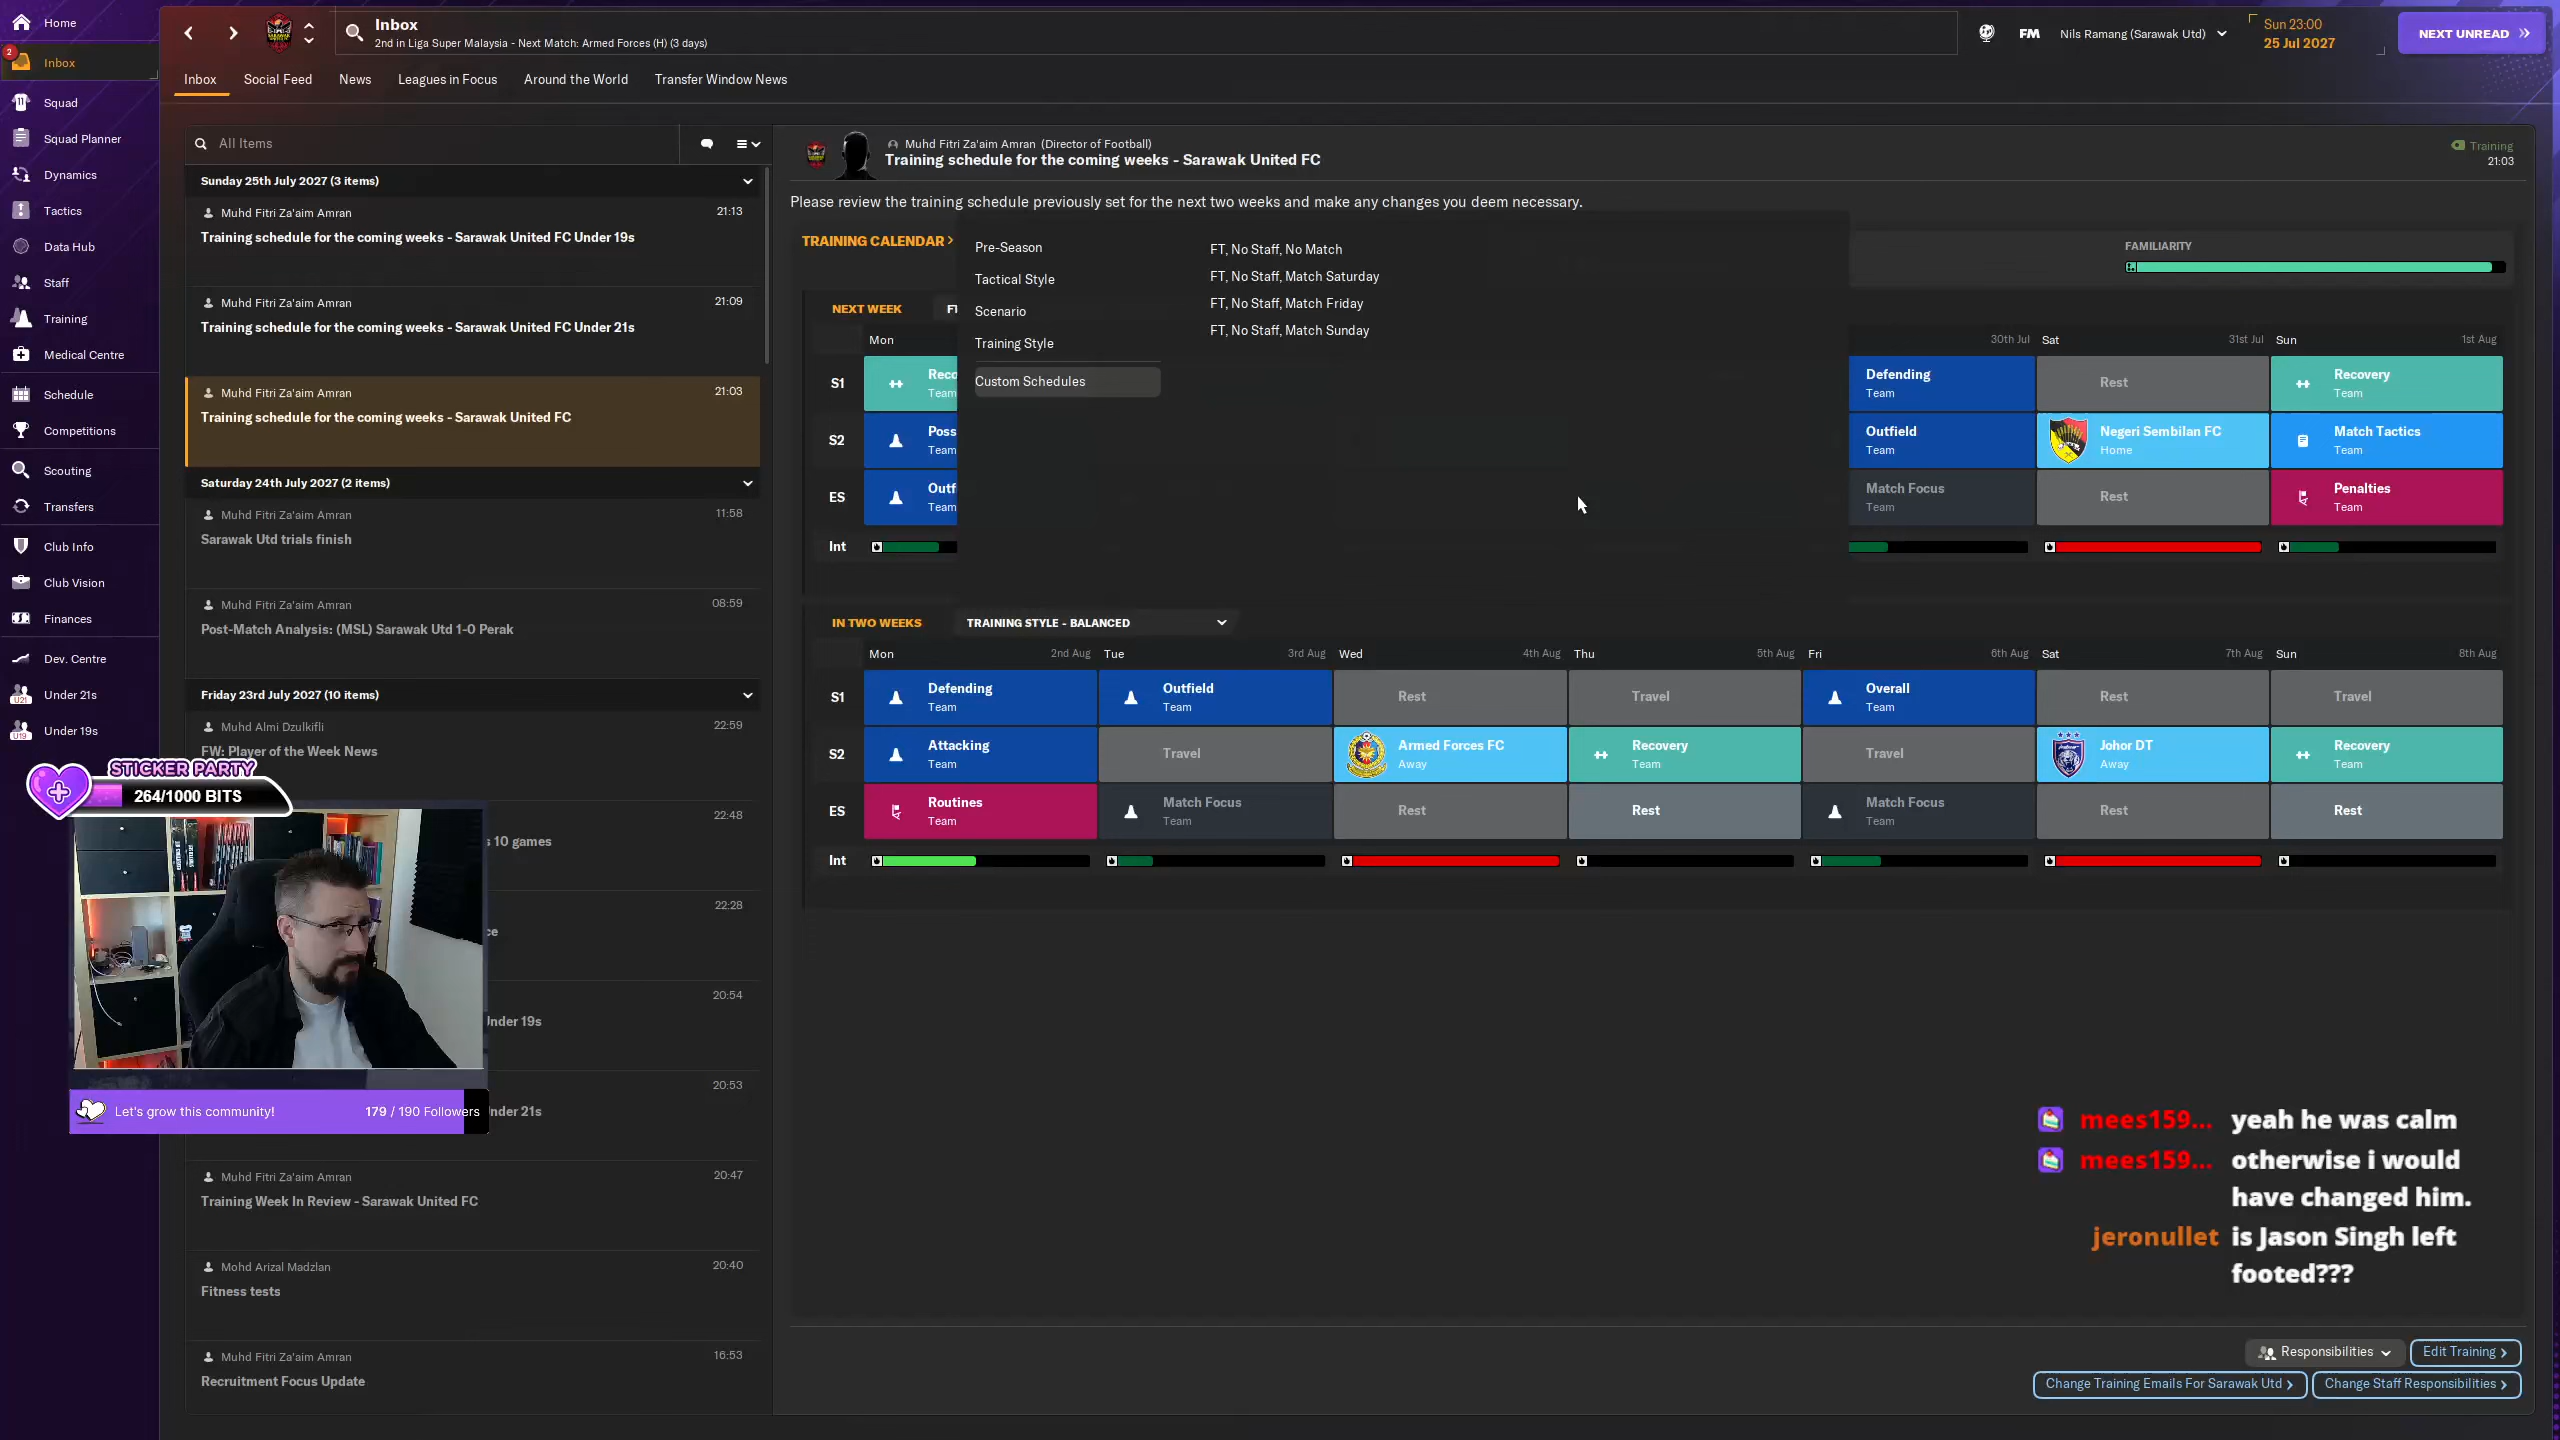 Home
2
Inbox
Squad
Squad Planner
Dynamics
Tactics
Data Hub
Staff
Training
Medical Centre
Schedule
Competitions
Scouting
Transfers
Club Info
Club Vision
Finances
Dev. Centre
Under 21s
Under 19s
Inbox
2nd in Liga Super Malaysia - Next Match: Armed Forces (H) (3 days)
FM
Nils Ramang (Sarawak Utd)
Sun 23:00
25 Jul 2027
NEXT UNREAD
Inbox Social Feed News Leagues in Focus Around the World Transfer Window News
All Items
Sunday 25th July 2027 (3 items)
Muhd Fitri Za'aim Amran 21:13
Training schedule for the coming weeks - Sarawak United FC Under 19s
Muhd Fitri Za'aim Amran 21:09
Training schedule for the coming weeks - Sarawak United FC Under 21s
Muhd Fitri Za'aim Amran 21:03
Training schedule for the coming weeks - Sarawak United FC
Saturday 24th July 2027 (2 items)
Muhd Fitri Za'aim Amran 11:58
Sarawak Utd trials finish
Muhd Fitri Za'aim Amran 08:59
Post-Match Analysis: (MSL) Sarawak Utd 1-0 Perak
Friday 23rd July 2027 (10 items)
Muhd Almi Dzulkifli 22:59
FW: Player of the Week News
22:48
s 10 games
22:28
ce
20:54
Under 19s
20:53
nder 21s
Muhd Fitri Za'aim Amran 20:47
Training Week In Review - Sarawak United FC
Mohd Arizal Madzlan 20:40
Fitness tests
Muhd Fitri Za'aim Amran 16:53
Recruitment Focus Update
STICKER PARTY
264/1000 BITS
Let's grow this community! 179 / 190 Followers
Muhd Fitri Za'aim Amran (Director of Football)
Training schedule for the coming weeks - Sarawak United FC
Training
21:03
Please review the training schedule previously set for the next two weeks and make any changes you deem necessary.
TRAINING CALENDAR
FAMILIARITY
Pre-Season
Tactical Style
Scenario
Training Style
Custom Schedules
FT, No Staff, No Match
FT, No Staff, Match Saturday
FT, No Staff, Match Friday
FT, No Staff, Match Sunday
NEXT WEEK FT
Mon 30th Jul Sat 31st Jul Sun 1st Aug
S1 Reco Defending Rest Recovery
Team Team Team
S2 Poss Outfield Negeri Sembilan FC Match Tactics
Team Team Home Team
ES Outf Match Focus Rest Penalties
Team Team Team
Int
IN TWO WEEKS TRAINING STYLE - BALANCED
Mon 2nd Aug Tue 3rd Aug Wed 4th Aug Thu 5th Aug Fri 6th Aug Sat 7th Aug Sun 8th Aug
S1 Defending Outfield Rest Travel Overall Rest Travel
Team Team Team
S2 Attacking Travel Armed Forces FC Recovery Travel Johor DT Recovery
Team Away Team Away Team
ES Routines Match Focus Rest Rest Match Focus Rest Rest
Team Team Team
Int
mees159... yeah he was calm
mees159... otherwise i would
have changed him.
jeronullet is Jason Singh left
footed???
Responsibilities Edit Training
Change Training Emails For Sarawak Utd Change Staff Responsibilities